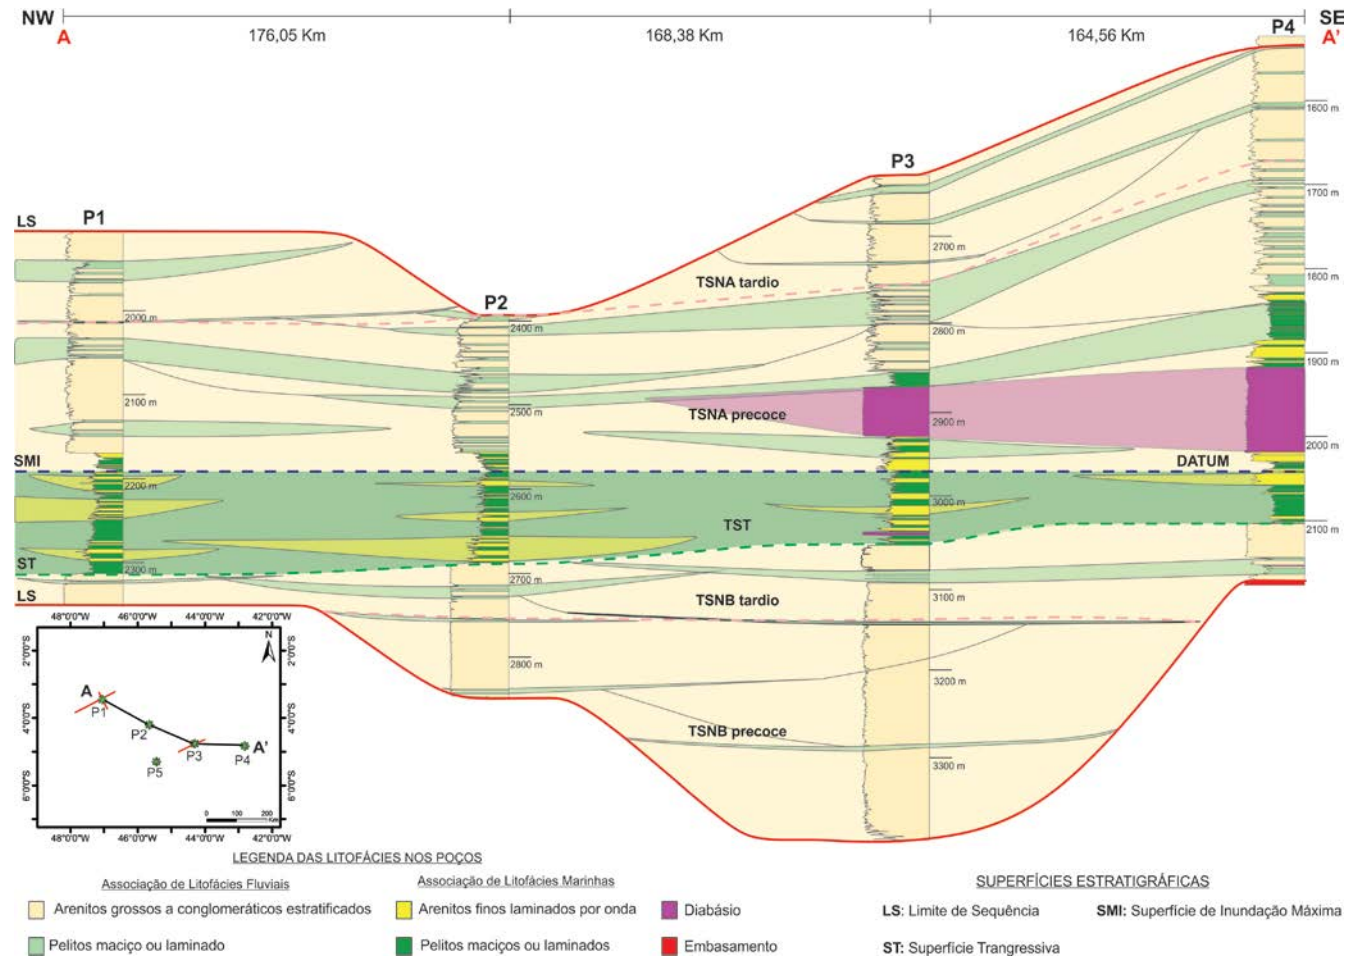 NW
SE
A
176,05 Km
168,38 Km
164,56 Km
P4
A'
1600 m
P3
1700 m
LS
P1
2700 m
TSNA tardio
1800 m
P2
2000 m
2400 m
2800 m
1900 m
2100 m
2500 m
TSNA precoce
2900 m
2000 m
SMI
DATUM
2200 m
2600 m
3000 m
TST
2100 m
ST
2300 m
2700 m
LS
TSNB tardio
3100 m
48°0'0"W 46°0'0"W 44°0'0"W 42°0'0"W
N
2°0'0"S
2°0'0"S
2800 m
3200 m
A
P1
4°0'0"S
4°0'0"S
P2
P3
A'
P4
P5
TSNB precoce
3300 m
6°0'0"S
6°0'0"S
0 100 200
48°0'0"W 46°0'0"W 44°0'0"W 42°0'0"W
LEGENDA DAS LITOFÁCIES NOS POÇOS
Associação de Litofácies Fluviais
Associação de Litofácies Marinhas
SUPERFÍCIES ESTRATIGRÁFICAS
Arenitos grossos a conglomeráticos estratificados
Arenitos finos laminados por onda
Diabásio
LS: Limite de Sequência
SMI: Superfície de Inundação Máxima
Pelitos maciço ou laminado
Pelitos maciços ou laminados
Embasamento
ST: Superfície Trangressiva